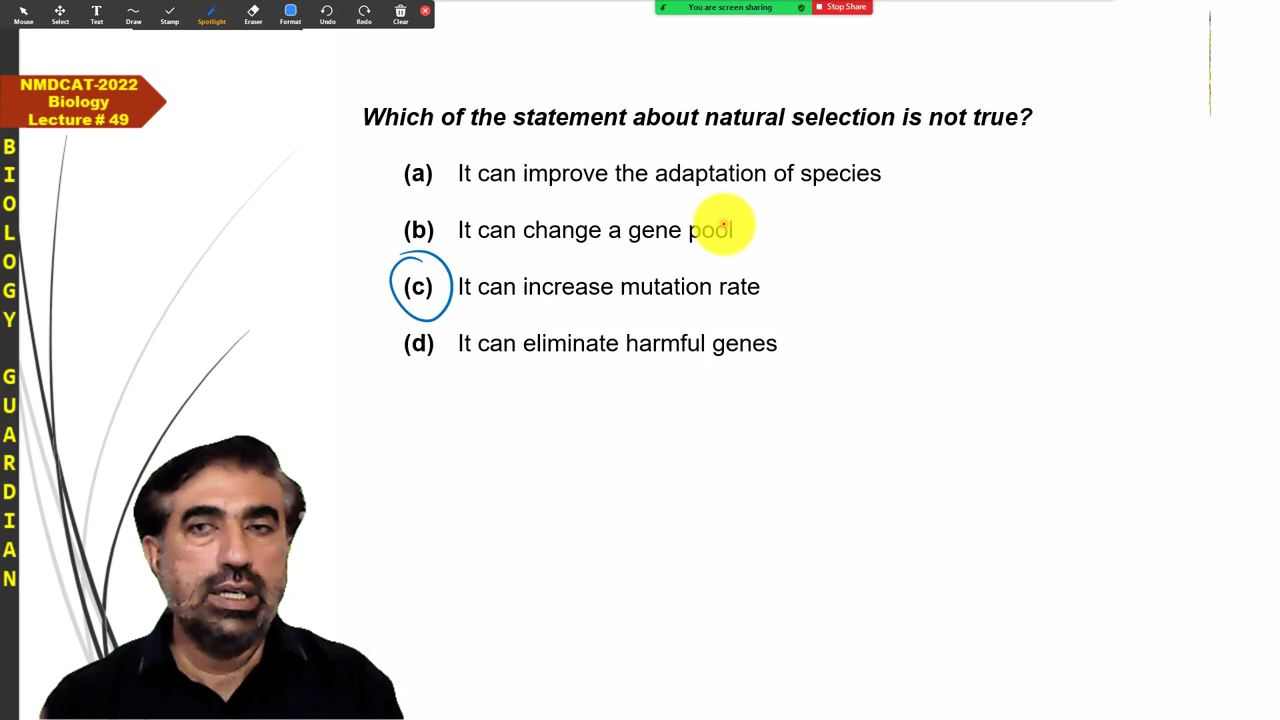 Mouse Select Text Draw Stamp Spotlight Eraser Format Undo Redo Clear
You are screen sharing Stop Share
NMDCAT-2022
Biology
Lecture # 49
BIOLOGY GUARDIAN
Which of the statement about natural selection is not true?
(a) It can improve the adaptation of species
(b) It can change a gene pool
(c) It can increase mutation rate
(d) It can eliminate harmful genes